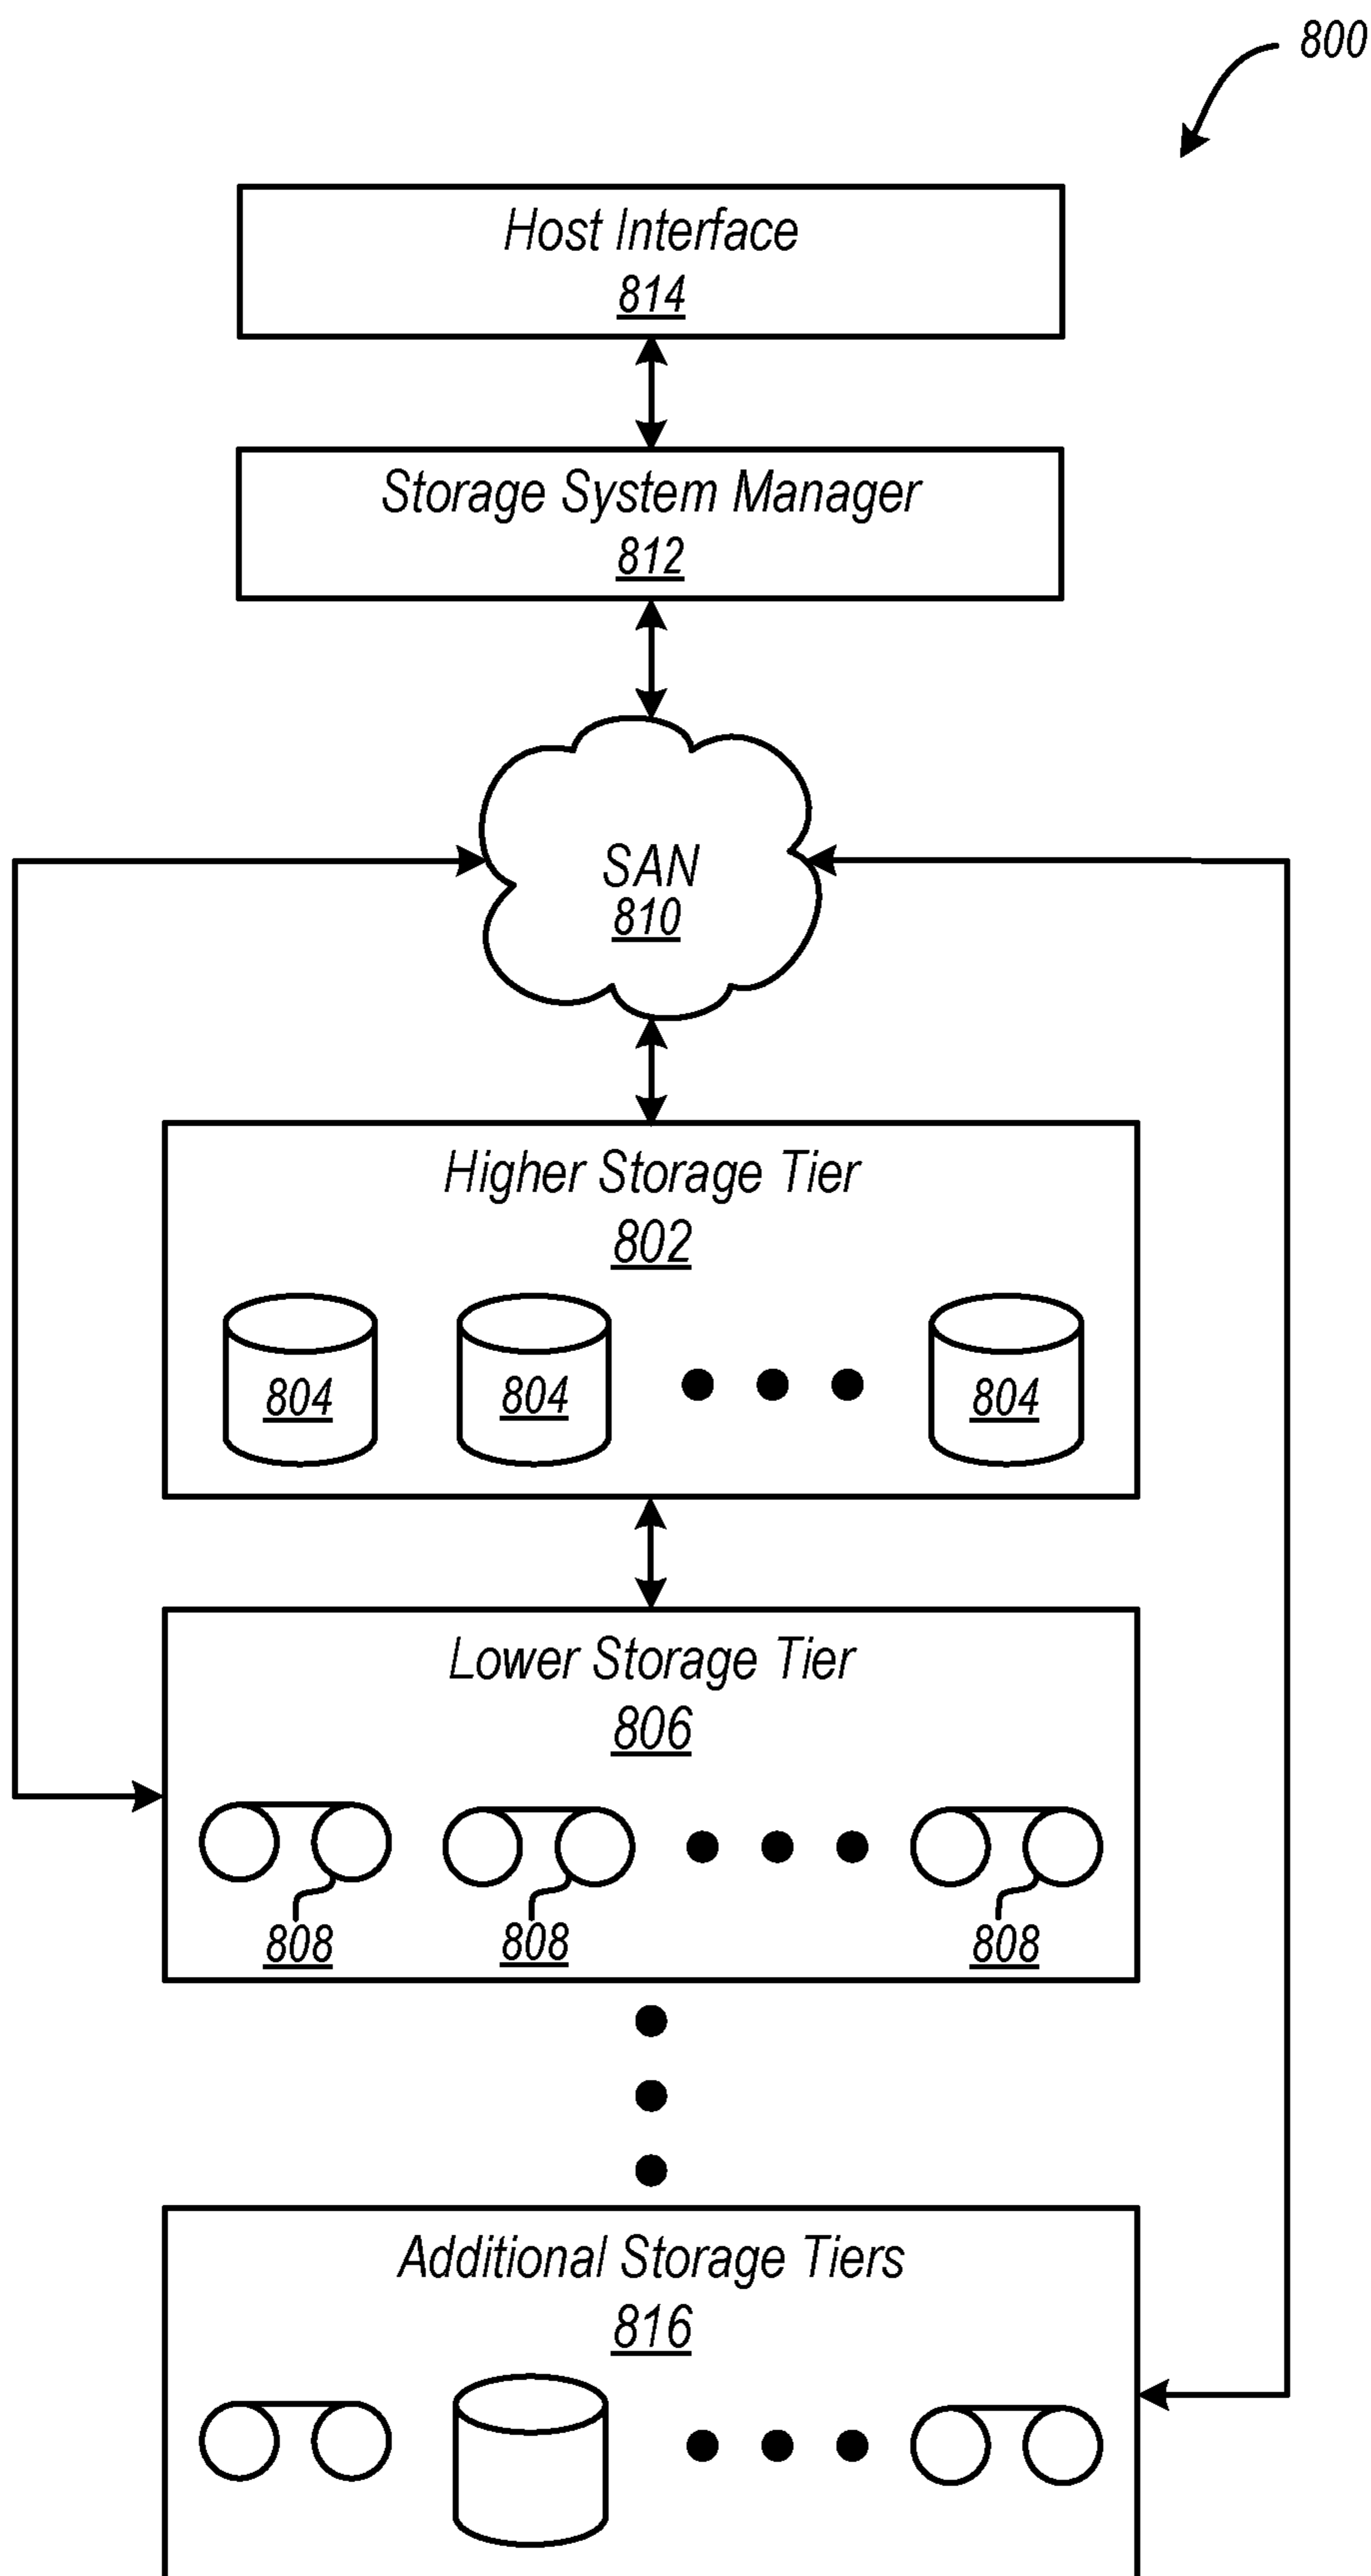 800
Host Interface
814
Storage System Manager
812
SAN
810
Higher Storage Tier
802
804 804 804
Lower Storage Tier
806
808 808 808
Additional Storage Tiers
816